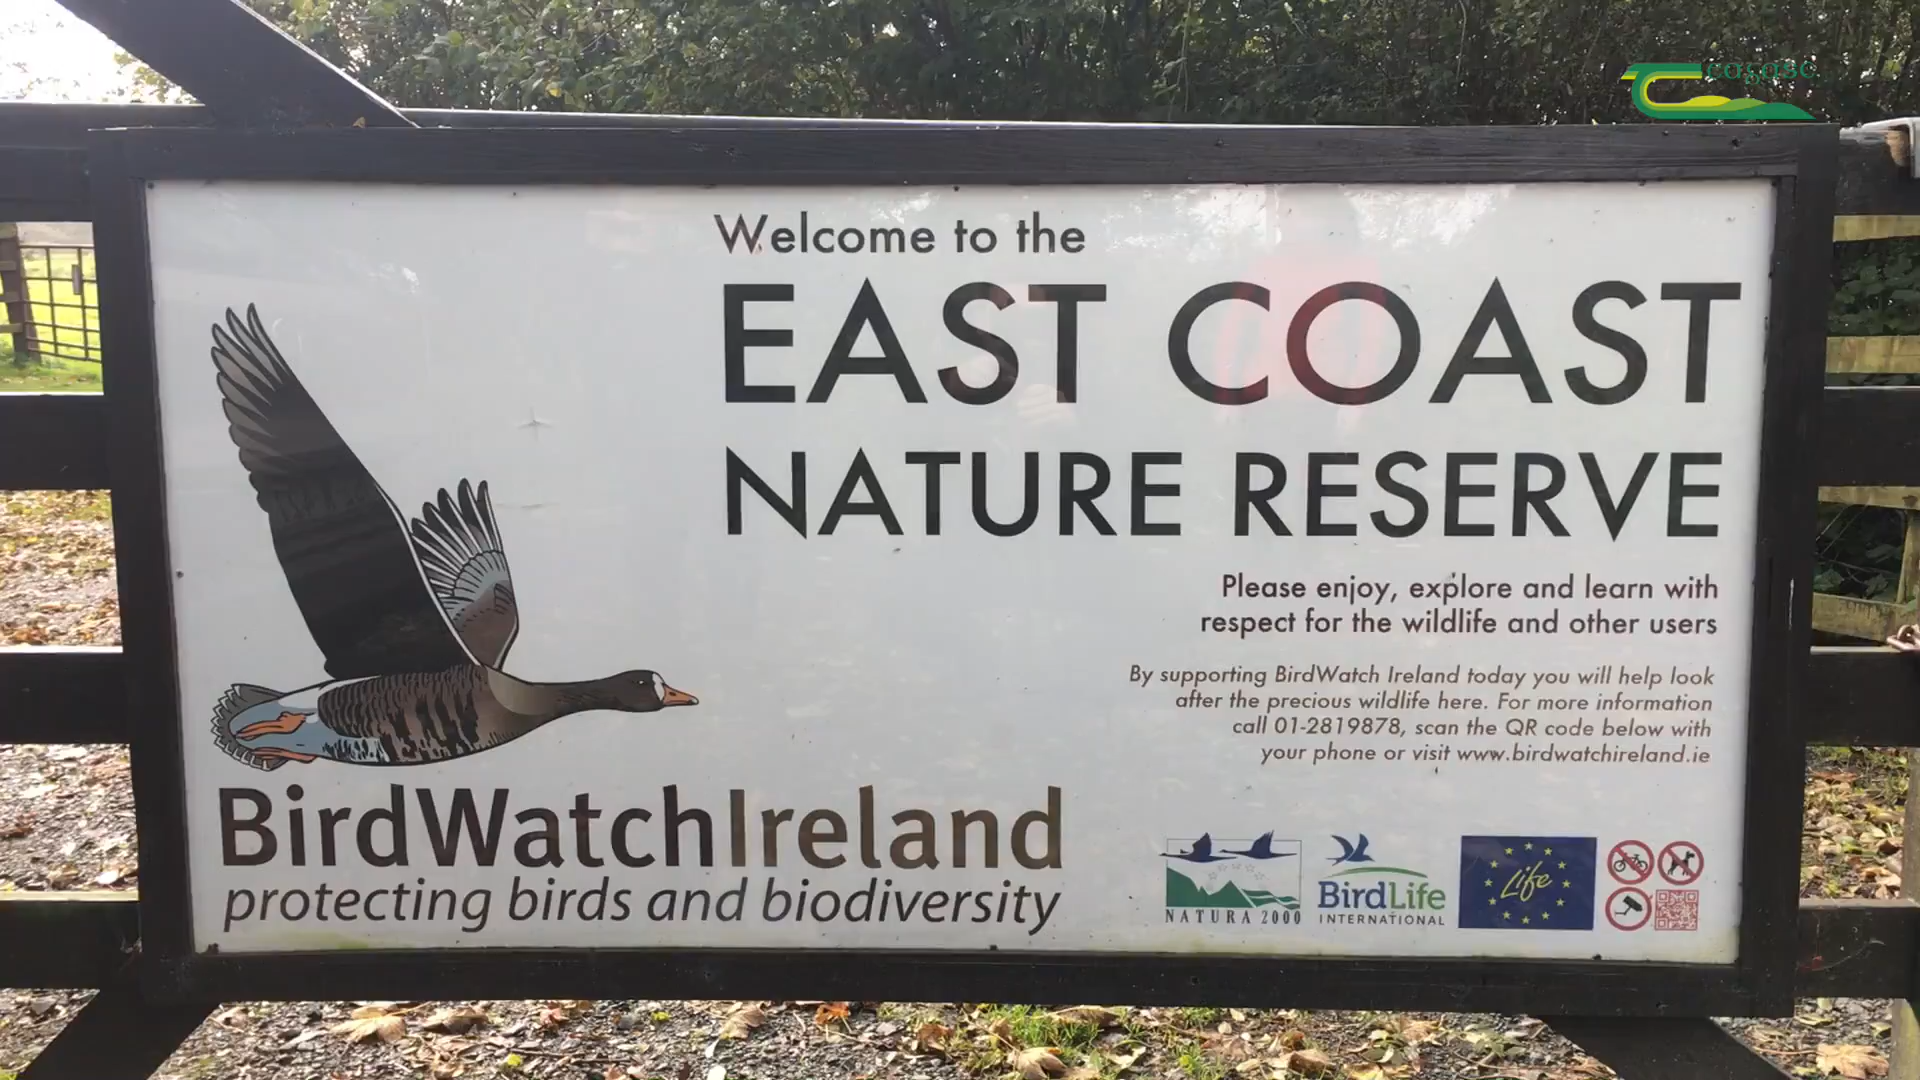 Teagasc
Welcome to the
EAST COAST
NATURE RESERVE
Please enjoy, explore and learn with
respect for the wildlife and other users
By supporting BirdWatch Ireland today you will help look
after the precious wildlife here. For more information
call 01-2819878, scan the QR code below with
your phone or visit www.birdwatchireland.ie
BirdWatchIreland
protecting birds and biodiversity
NATURA 2000
BirdLife
INTERNATIONAL
Life